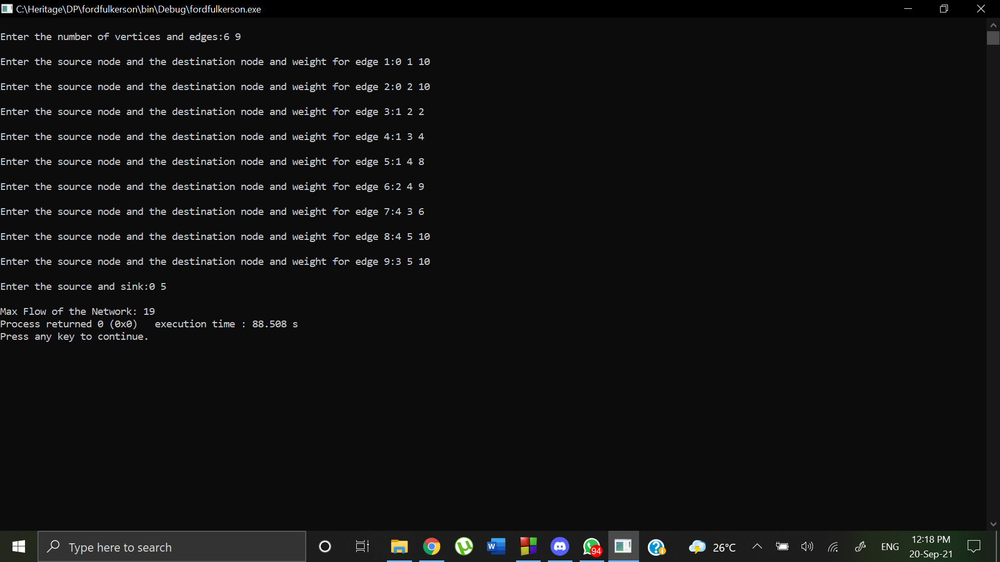 C:\Heritage\DP\fordfulkerson\bin\Debug\fordfulkerson.exe
Enter the number of vertices and edges:6 9
Enter the source node and the destination node and weight for edge 1:0 1 10
Enter the source node and the destination node and weight for edge 2:0 2 10
Enter the source node and the destination node and weight for edge 3:1 2 2
Enter the source node and the destination node and weight for edge 4:1 3 4
Enter the source node and the destination node and weight for edge 5:1 4 8
Enter the source node and the destination node and weight for edge 6:2 4 9
Enter the source node and the destination node and weight for edge 7:4 3 6
Enter the source node and the destination node and weight for edge 8:4 5 10
Enter the source node and the destination node and weight for edge 9:3 5 10
Enter the source and sink:0 5
Max Flow of the Network: 19
Process returned 0 (0x0)   execution time : 88.508 s
Press any key to continue.
Type here to search
W
94
26°C
ENG
12:18 PM
20-Sep-21